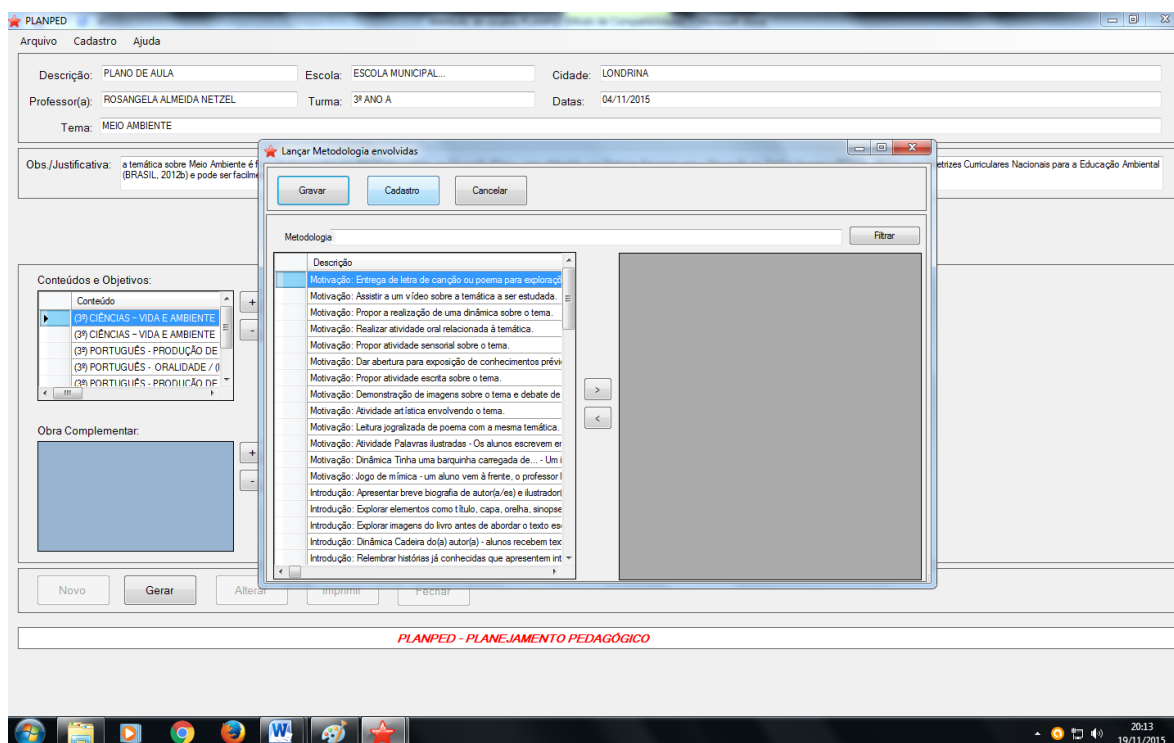 PLANPED
Arquivo Cadastro Ajuda
Descrição: PLANO DE AULA Escola: ESCOLA MUNICIPAL... Cidade: LONDRINA
Professor(a): ROSANGELA ALMEIDA NETZEL Turma: 3º ANO A Datas: 04/11/2015
Tema: MEIO AMBIENTE
Obs./Justificativa: a temática sobre Meio Ambiente é f
etrizes Curriculares Nacionais para a Educação Ambiental
(BRASIL, 2012b) e pode ser facilme
Lançar Metodologia envolvidas
Gravar Cadastro Cancelar
Metodologia Filtrar
Descrição
Motivação: Entrega de letra de canção ou poema para exploraçã
Motivação: Assistir a um vídeo sobre a temática a ser estudada.
Motivação: Propor a realização de uma dinâmica sobre o tema.
Motivação: Realizar atividade oral relacionada à temática.
Motivação: Propor atividade sensorial sobre o tema.
Motivação: Dar abertura para exposição de conhecimentos prévi
Motivação: Propor atividade escrita sobre o tema.
Motivação: Demonstração de imagens sobre o tema e debate de
Motivação: Atividade artística envolvendo o tema.
Motivação: Leitura jogralizada de poema com a mesma temática.
Motivação: Atividade Palavras ilustradas - Os alunos escrevem er
Motivação: Dinâmica Tinha uma barquinha carregada de... - Um i
Motivação: Jogo de mímica - um aluno vem à frente, o professor l
Introdução: Apresentar breve biografia de autor(a/es) e ilustrador(
Introdução: Explorar elementos como título, capa, orelha, sinopse
Introdução: Explorar imagens do livro antes de abordar o texto es
Introdução: Dinâmica Cadeira do(a) autor(a) - alunos recebem tex
Introdução: Relembrar histórias já conhecidas que apresentem int
>
<
Conteúdos e Objetivos:
Conteúdo
(3º) CIÊNCIAS – VIDA E AMBIENTE
(3º) CIÊNCIAS – VIDA E AMBIENTE
(3º) PORTUGUÊS - PRODUÇÃO DE
(3º) PORTUGUÊS - ORALIDADE / (
(3º) PORTUGUÊS - PRODUÇÃO DE
+
-
Obra Complementar:
+
-
Novo Gerar Alterar Imprimir Fechar
PLANPED - PLANEJAMENTO PEDAGÓGICO
20:13
19/11/2015